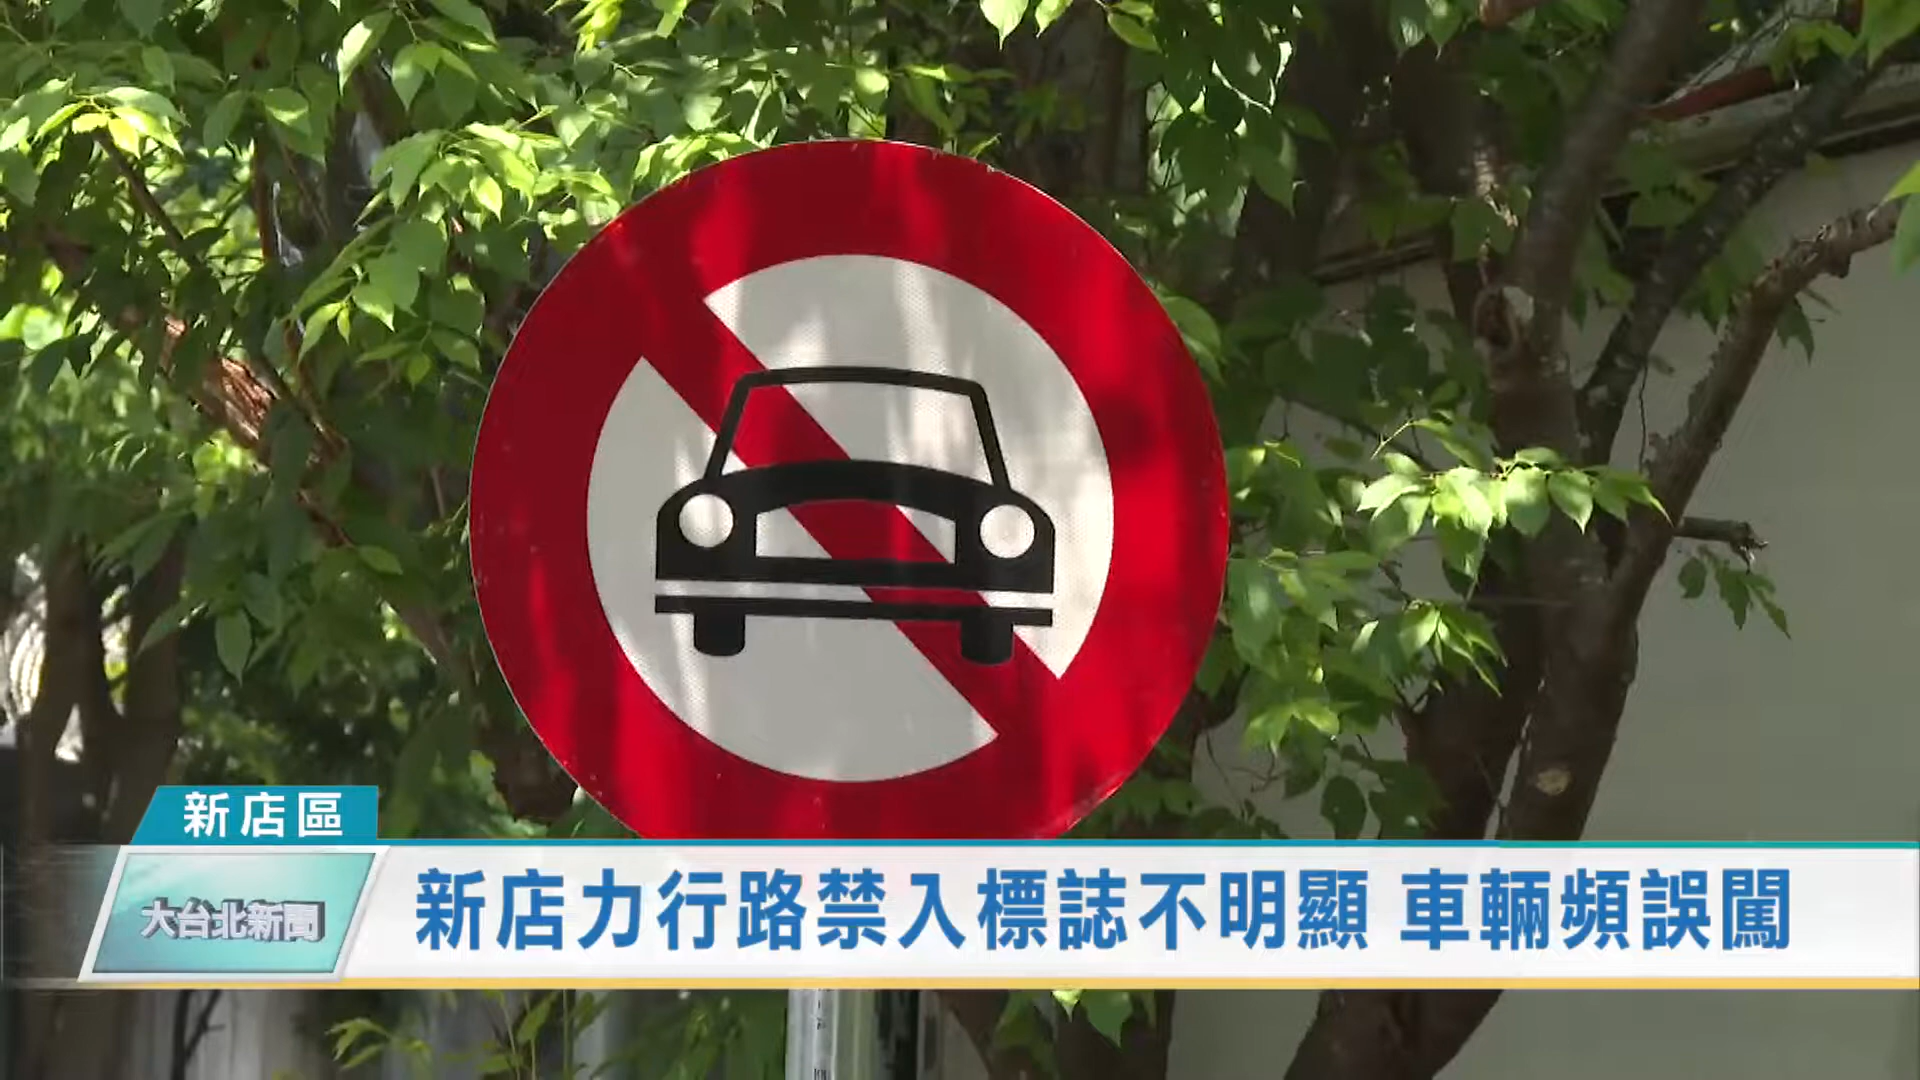 新店區
大台北新聞
新店力行路禁入標誌不明顯 車輛頻誤闖